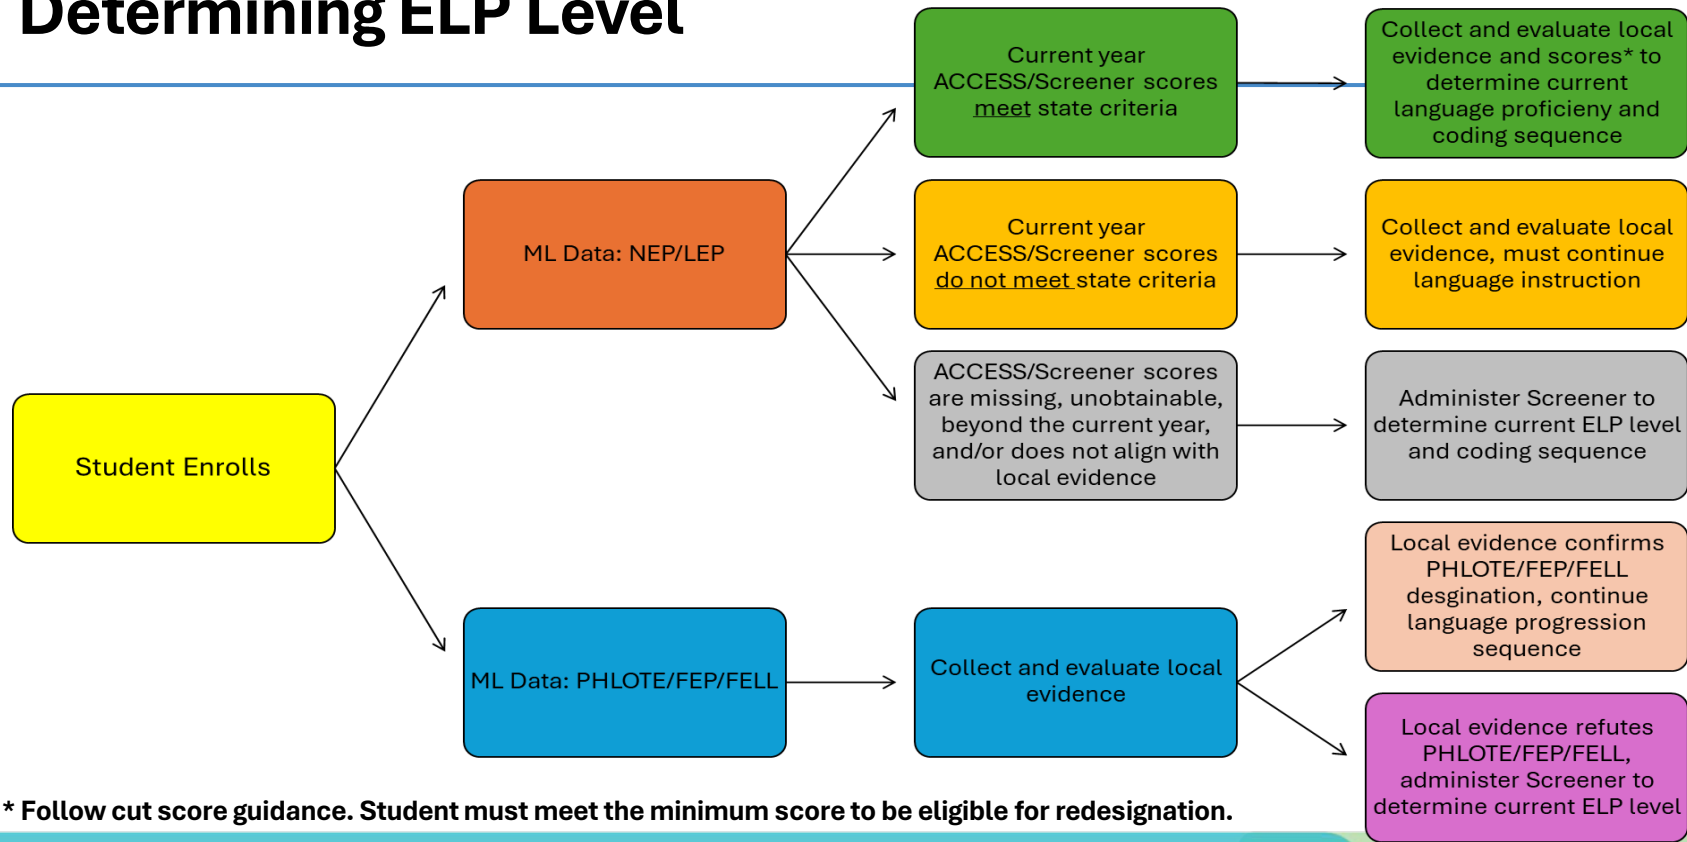 Determining ELP Level
Current year
ACCESS/Screener scores
meet state criteria
Collect and evaluate local
evidence and scores* to
determine current
language proficieny and
coding sequence
ML Data: NEP/LEP
Current year
ACCESS/Screener scores
do not meet state criteria
Collect and evaluate local
evidence, must continue
language instruction
ACCESS/Screener scores
are missing, unobtainable,
beyond the current year,
and/or does not align with
local evidence
Administer Screener to
determine current ELP level
and coding sequence
Student Enrolls
ML Data: PHLOTE/FEP/FELL
Collect and evaluate local
evidence
Local evidence confirms
PHLOTE/FEP/FELL
desgination, continue
language progression
sequence
Local evidence refutes
PHLOTE/FEP/FELL,
administer Screener to
determine current ELP level
* Follow cut score guidance. Student must meet the minimum score to be eligible for redesignation.